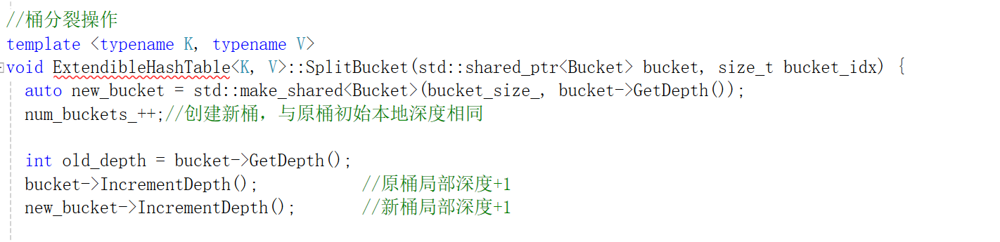 //桶分裂操作
template <typename K, typename V>
void ExtendibleHashTable<K, V>::SplitBucket(std::shared_ptr<Bucket> bucket, size_t bucket_idx) {
auto new_bucket = std::make_shared<Bucket>(bucket_size_, bucket->GetDepth());
num_buckets_++;//创建新桶，与原桶初始本地深度相同
int old_depth = bucket->GetDepth();
bucket->IncrementDepth(); //原桶局部深度+1
new_bucket->IncrementDepth(); //新桶局部深度+1